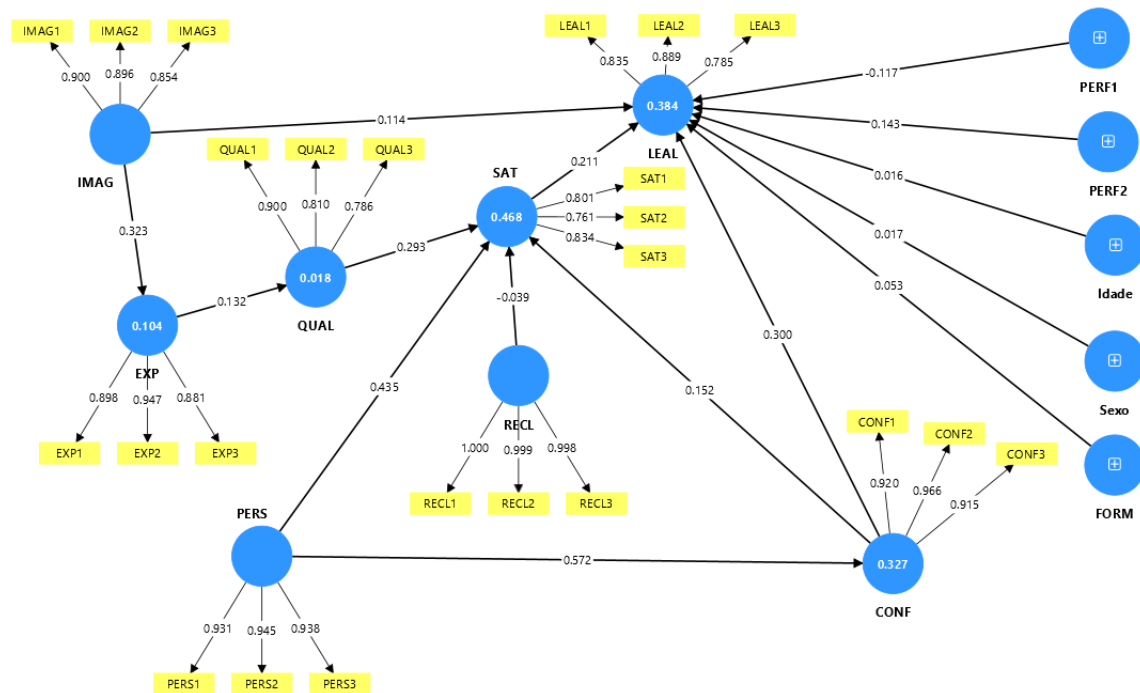 IMAG1
IMAG2
IMAG3
0.900
0.896
0.854
IMAG
LEAL1
LEAL2
LEAL3
0.835
0.889
0.785
0.384
LEAL
PERF1
-0.117
0.114
0.143
PERF2
QUAL1
QUAL2
QUAL3
0.900
0.810
0.786
0.018
QUAL
SAT
0.211
0.468
SAT1
SAT2
SAT3
0.801
0.761
0.834
0.016
Idade
0.323
0.293
0.017
0.132
0.104
EXP
0.898
0.947
0.881
EXP1
EXP2
EXP3
-0.039
0.053
0.300
Sexo
0.435
0.152
RECL
1.000
0.999
0.998
RECL1
RECL2
RECL3
CONF1
CONF2
CONF3
0.920
0.966
0.915
FORM
PERS
0.572
0.327
CONF
0.931
0.945
0.938
PERS1
PERS2
PERS3